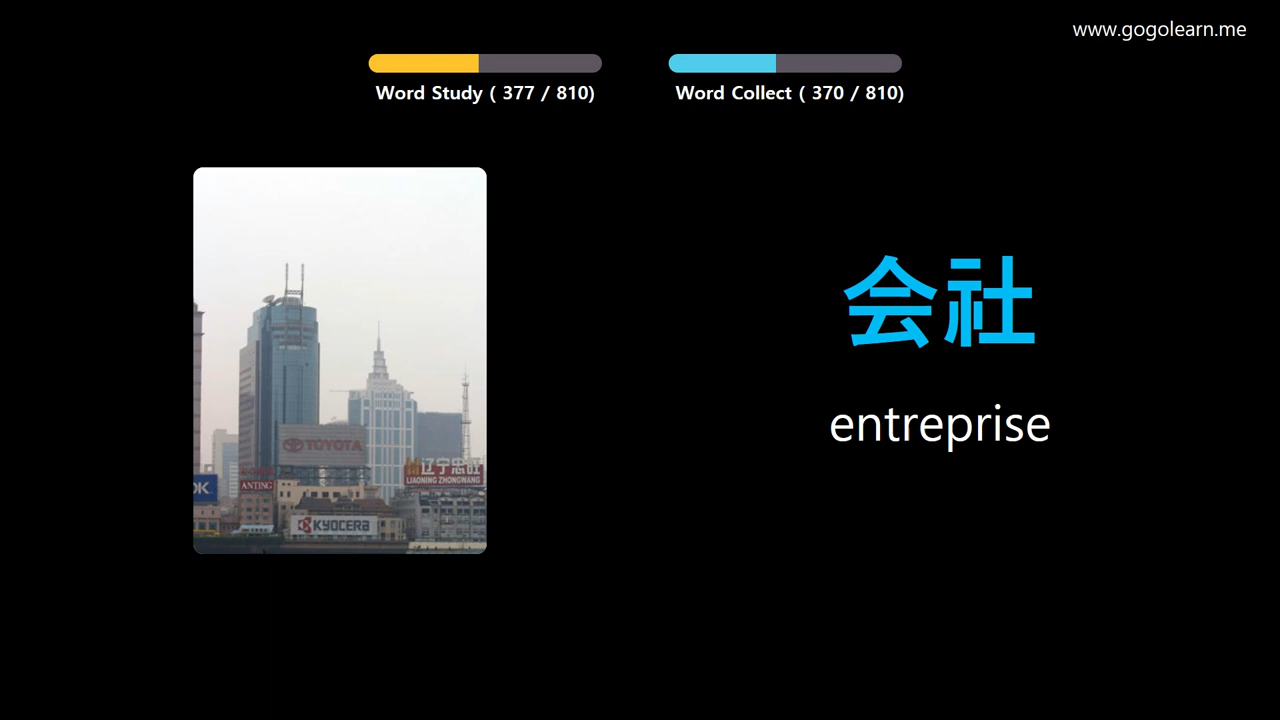 www.gogolearn.me
Word Study ( 377 / 810)
Word Collect ( 370 / 810)
会社
entreprise
TOYOTA
辽宁忠旺
LIAONING ZHONGWANG
OK
ANTING
KYOCERA